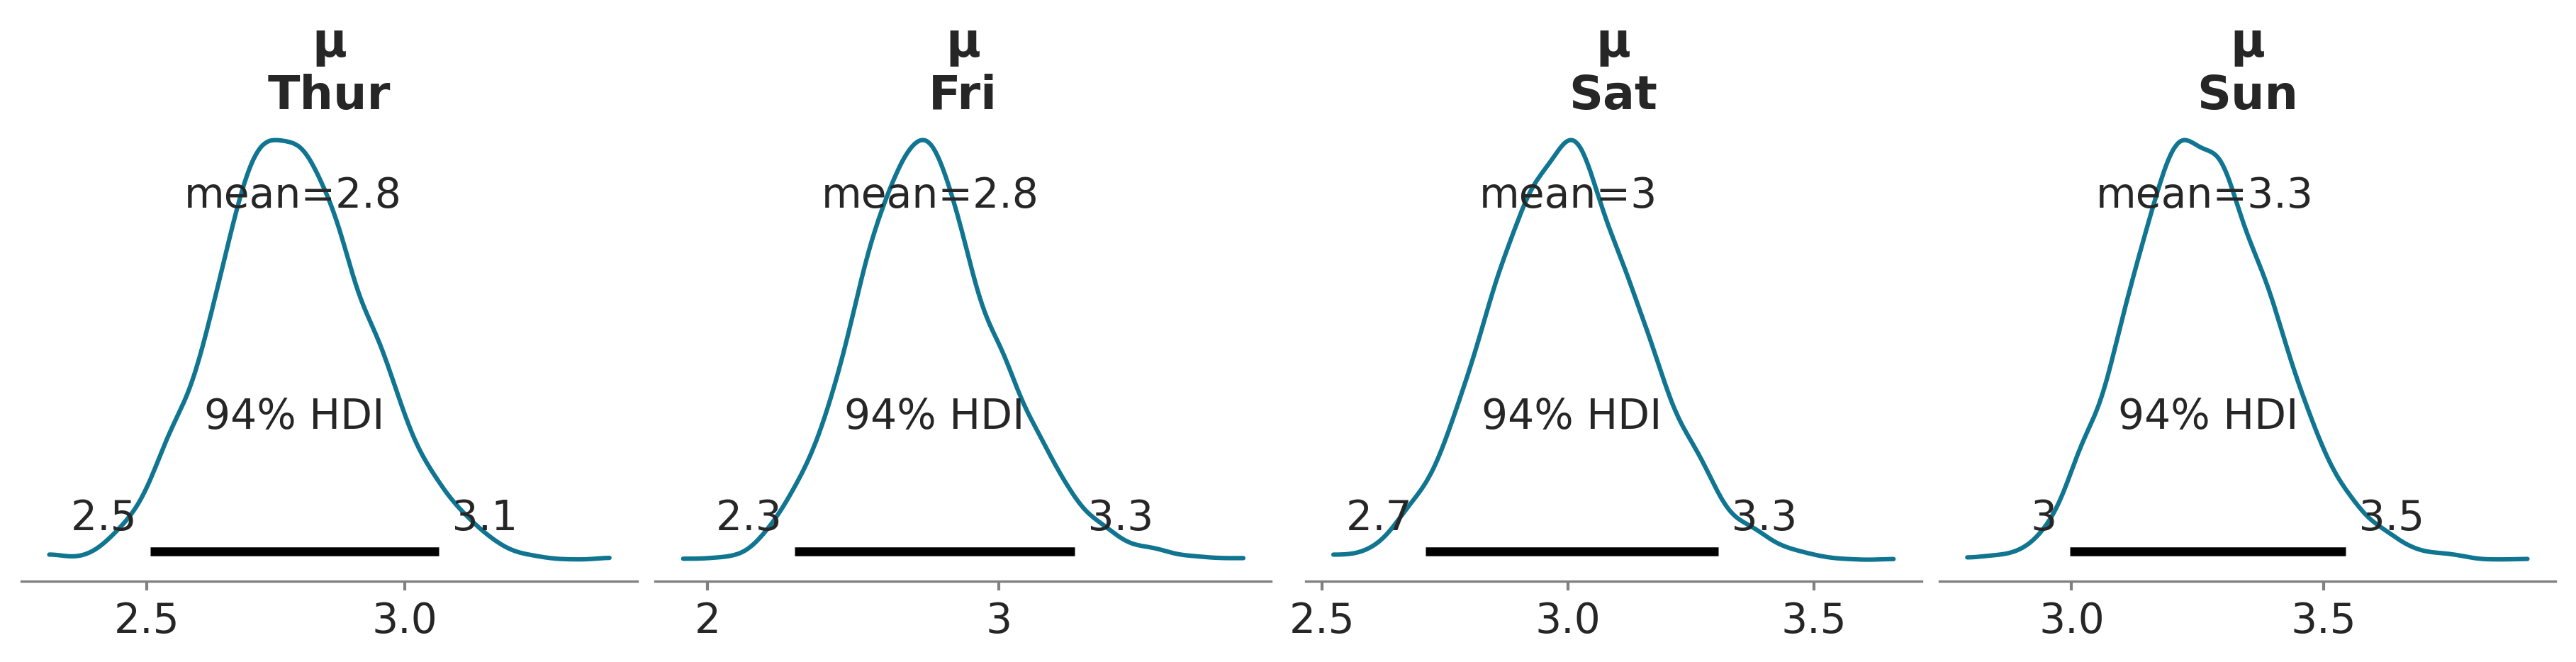 μ
Thur
mean=2.8
94% HDI
2.5 3.1
2.5 3.0
μ
Fri
mean=2.8
94% HDI
2.3 3.3
2 3
μ
Sat
mean=3
94% HDI
2.7 3.3
2.5 3.0 3.5
μ
Sun
mean=3.3
94% HDI
3 3.5
3.0 3.5